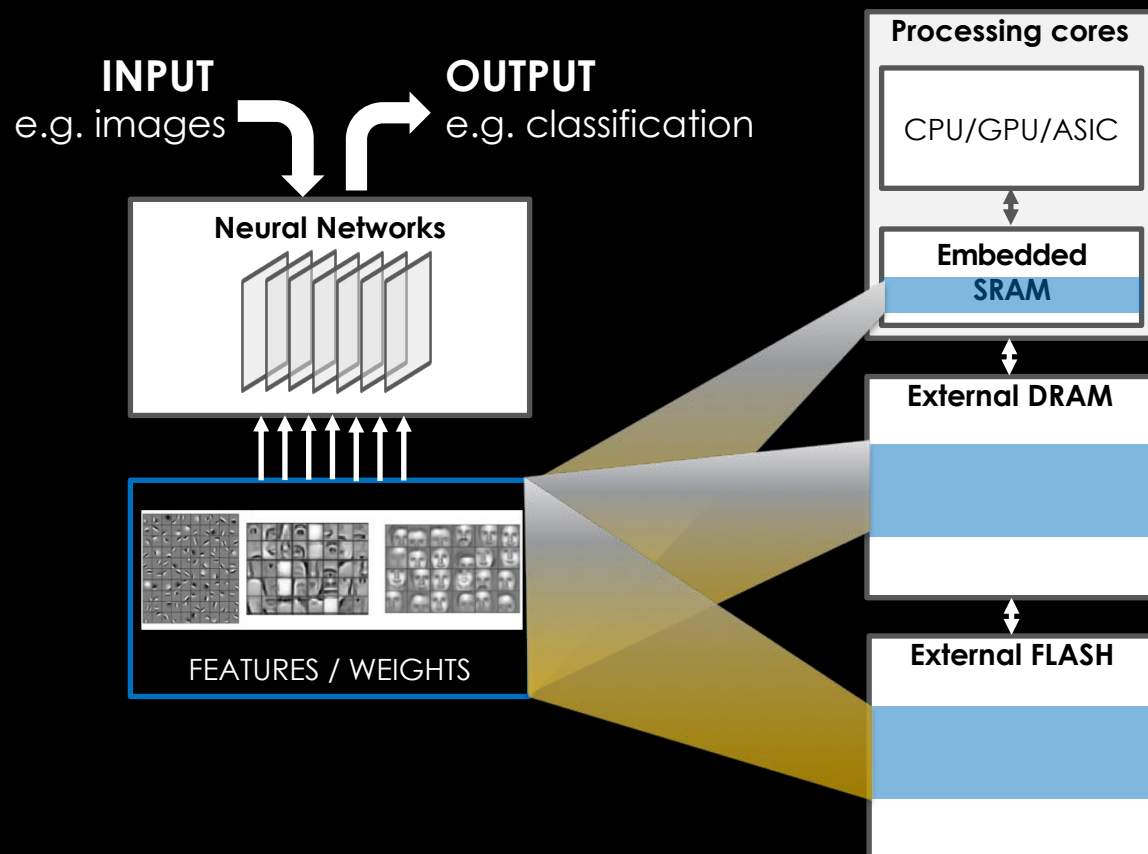 INPUT
e.g. images
OUTPUT
e.g. classification
Neural Networks
FEATURES / WEIGHTS
Processing cores
CPU/GPU/ASIC
Embedded
SRAM
External DRAM
External FLASH